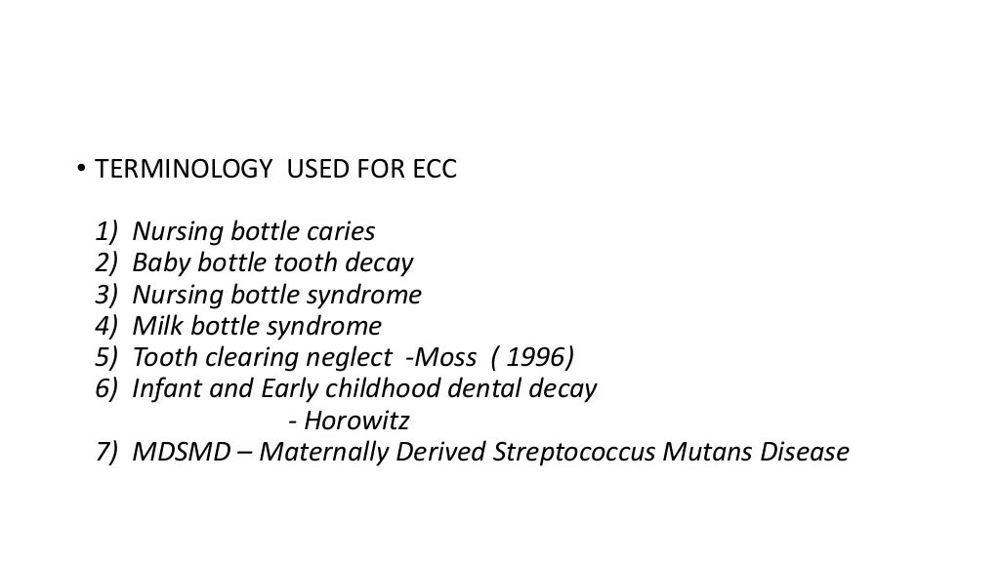 • TERMINOLOGY USED FOR ECC
1) Nursing bottle caries
2) Baby bottle tooth decay
3) Nursing bottle syndrome
4) Milk bottle syndrome
5) Tooth clearing neglect -Moss ( 1996)
6) Infant and Early childhood dental decay
- Horowitz
7) MDSMD – Maternally Derived Streptococcus Mutans Disease